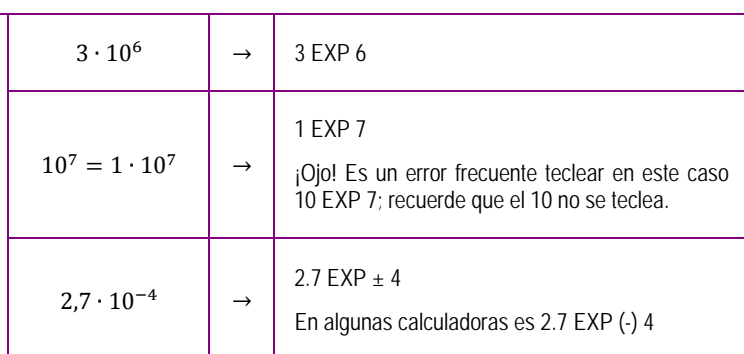 3 · 10⁶ → 3 EXP 6
1 EXP 7
10⁷ = 1 · 10⁷ → ¡Ojo! Es un error frecuente teclear en este caso
10 EXP 7; recuerde que el 10 no se teclea.
2.7 EXP ± 4
2,7 · 10⁻⁴ →
En algunas calculadoras es 2.7 EXP (-) 4